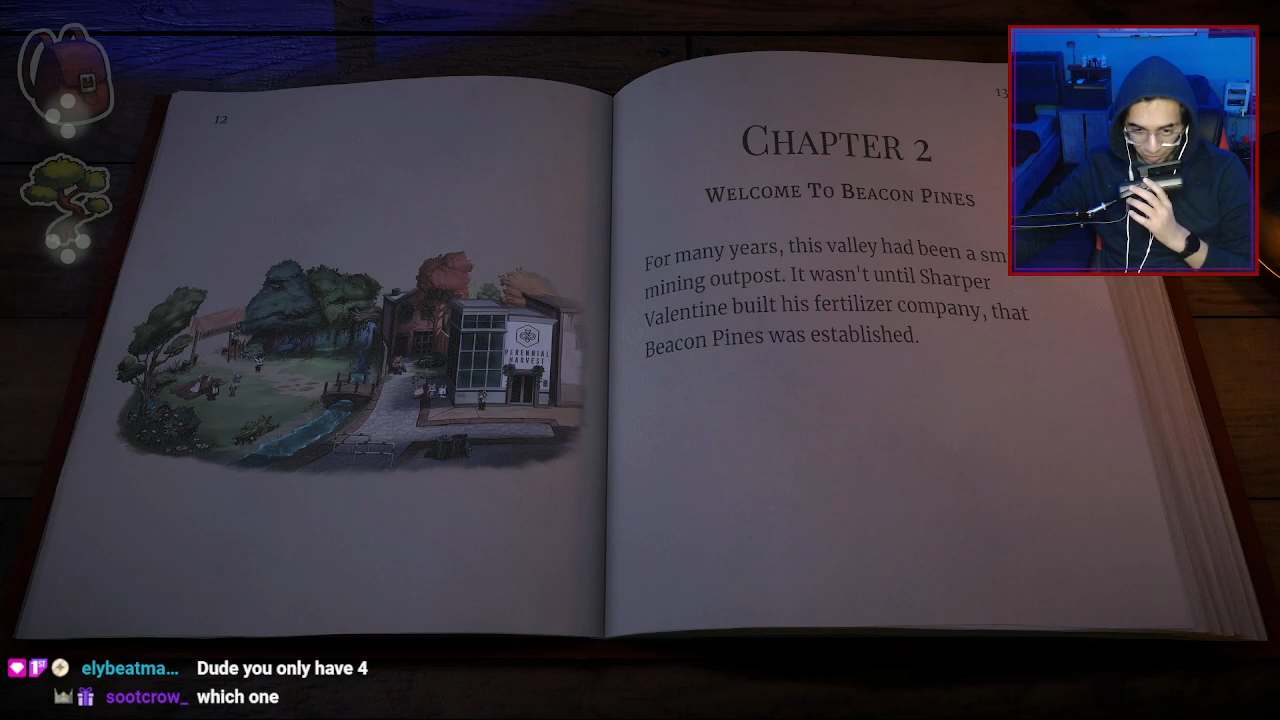 12
13
CHAPTER 2
WELCOME TO BEACON PINES
For many years, this valley had been a sm
mining outpost. It wasn't until Sharper
Valentine built his fertilizer company, that
Beacon Pines was established.
PERENNIAL
HARVEST
1ST
elybeatma... Dude you only have 4
sootcrow_ which one